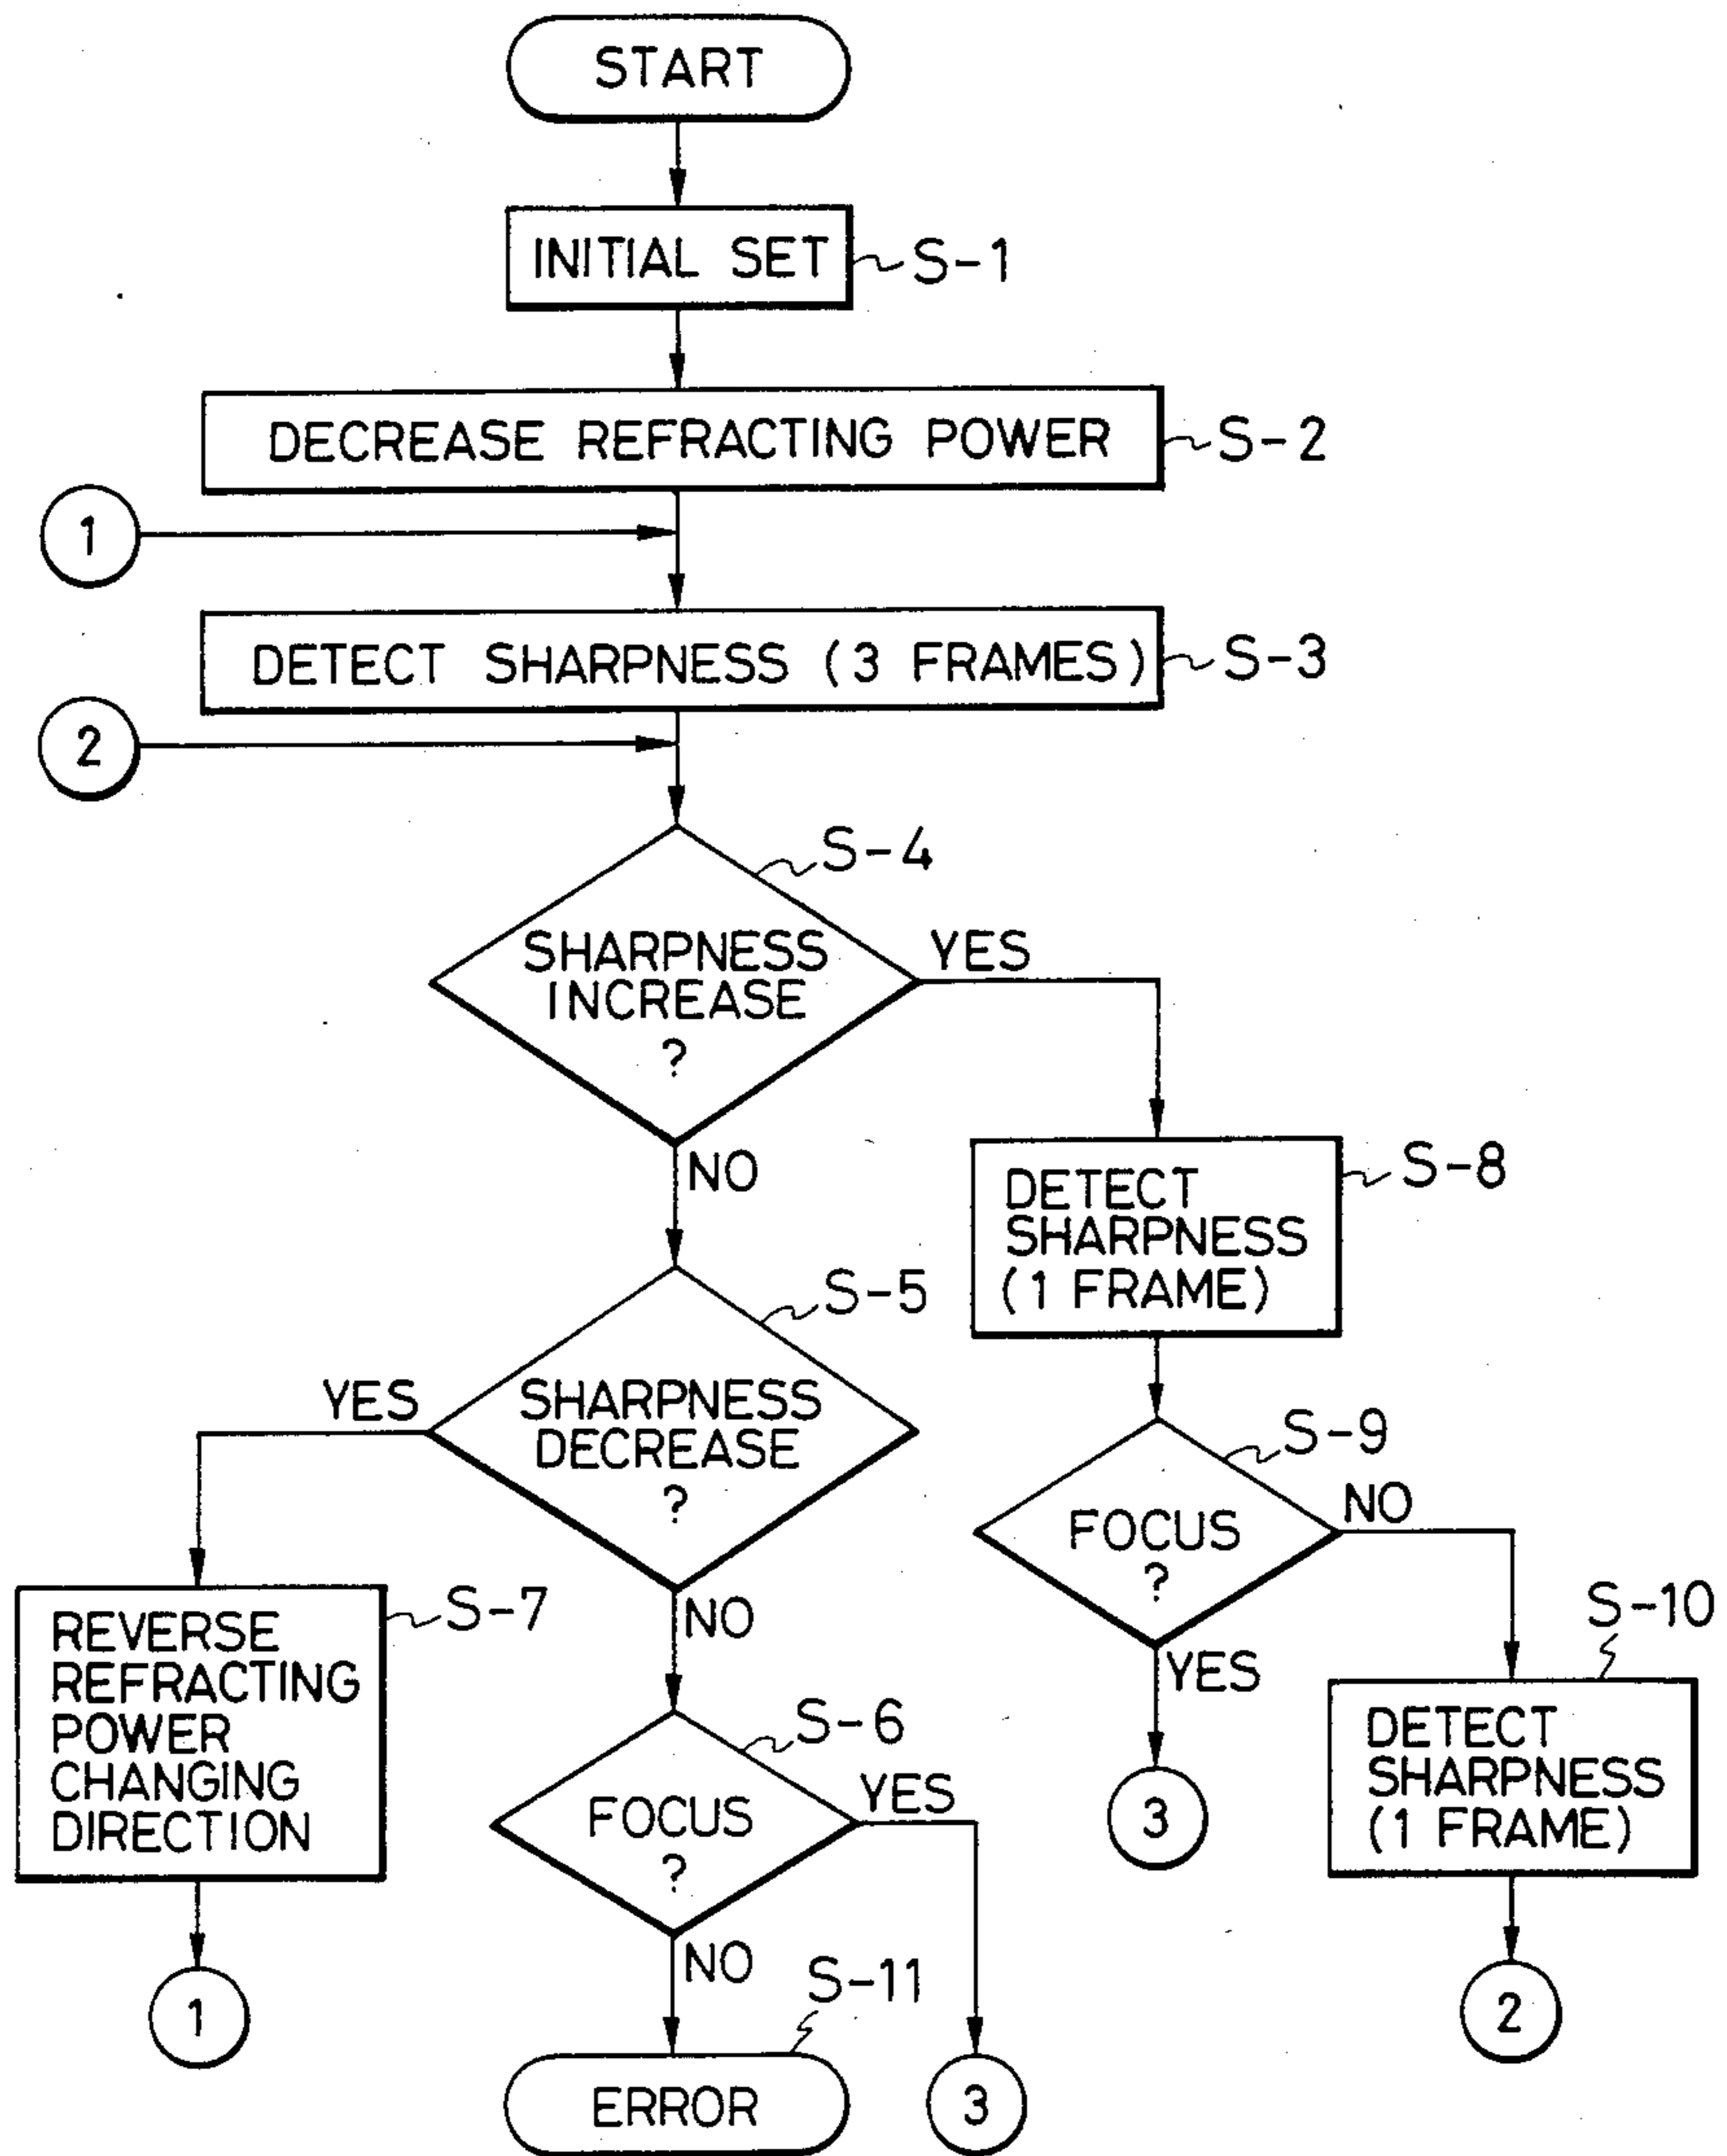 START
INITIAL SET
S-1
DECREASE REFRACTING POWER
S-2
1
DETECT SHARPNESS (3 FRAMES)
S-3
2
S-4
SHARPNESS
INCREASE
?
YES
NO
S-8
DETECT
SHARPNESS
(1 FRAME)
S-5
YES
SHARPNESS
DECREASE
?
NO
S-9
FOCUS
?
NO
YES
S-7
REVERSE
REFRACTING
POWER
CHANGING
DIRECTION
S-10
DETECT
SHARPNESS
(1 FRAME)
S-6
FOCUS
?
YES
NO
3
1
2
S-11
ERROR
3